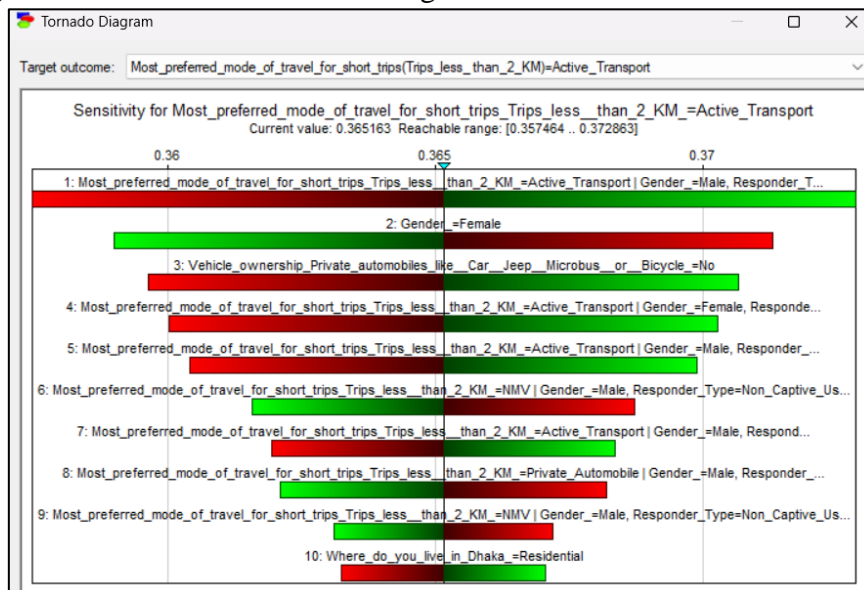 Tornado Diagram
Target outcome: Most_preferred_mode_of_travel_for_short_trips(Trips_less_than_2_KM)=Active_Transport
Sensitivity for Most_preferred_mode_of_travel_for_short_trips_Trips_less__than_2_KM_=Active_Transport
Current value: 0.365163 Reachable range: [0.357464 .. 0.372863]
0.36 0.365 0.37
1: Most_preferred_mode_of_travel_for_short_trips_Trips_less__than_2_KM_=Active_Transport | Gender_=Male, Responder_T...
2: Gender_=Female
3: Vehicle_ownership_Private_automobiles_like__Car__Jeep__Microbus__or__Bicycle_=No
4: Most_preferred_mode_of_travel_for_short_trips_Trips_less__than_2_KM_=Active_Transport | Gender_=Female, Responde...
5: Most_preferred_mode_of_travel_for_short_trips_Trips_less__than_2_KM_=Active_Transport | Gender_=Male, Responder_...
6: Most_preferred_mode_of_travel_for_short_trips_Trips_less__than_2_KM_=NMV | Gender_=Male, Responder_Type=Non_Captive_Us...
7: Most_preferred_mode_of_travel_for_short_trips_Trips_less__than_2_KM_=Active_Transport | Gender_=Male, Respond...
8: Most_preferred_mode_of_travel_for_short_trips_Trips_less__than_2_KM_=Private_Automobile | Gender_=Male, Responder_...
9: Most_preferred_mode_of_travel_for_short_trips_Trips_less__than_2_KM_=NMV | Gender_=Male, Responder_Type=Non_Captive_Us...
10: Where_do_you_live_in_Dhaka_=Residential